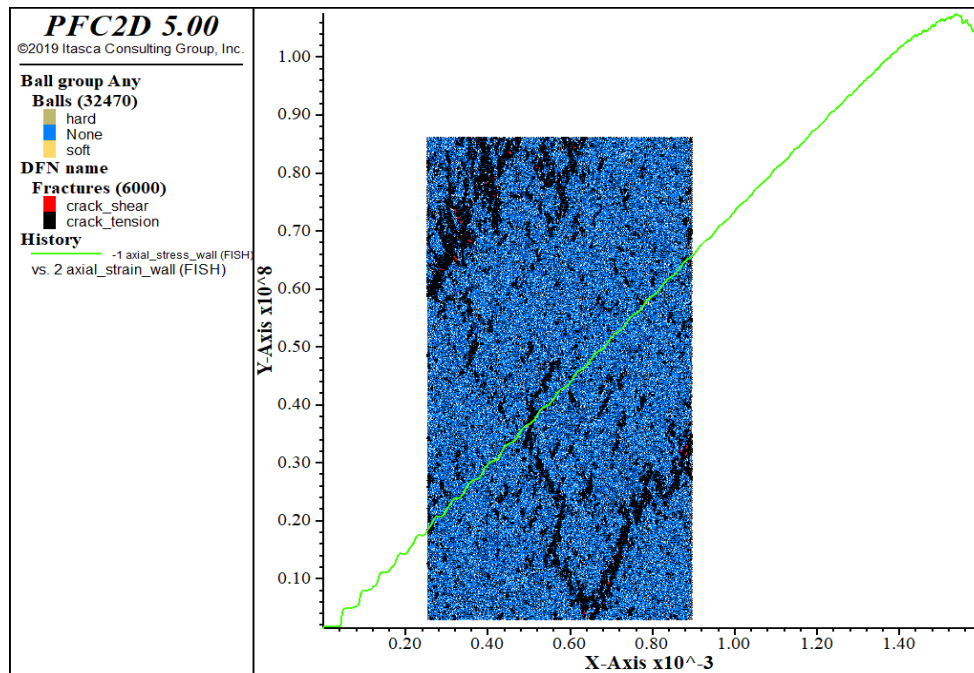 PFC2D 5.00
©2019 Itasca Consulting Group, Inc.
Ball group Any
Balls (32470)
hard
None
soft
DFN name
Fractures (6000)
crack_shear
crack_tension
History
-1 axial_stress_wall (FISH)
vs. 2 axial_strain_wall (FISH)
Y-Axis x10^8
1.00
0.90
0.80
0.70
0.60
0.50
0.40
0.30
0.20
0.10
0.20 0.40 0.60 0.80 1.00 1.20 1.40
X-Axis x10^-3